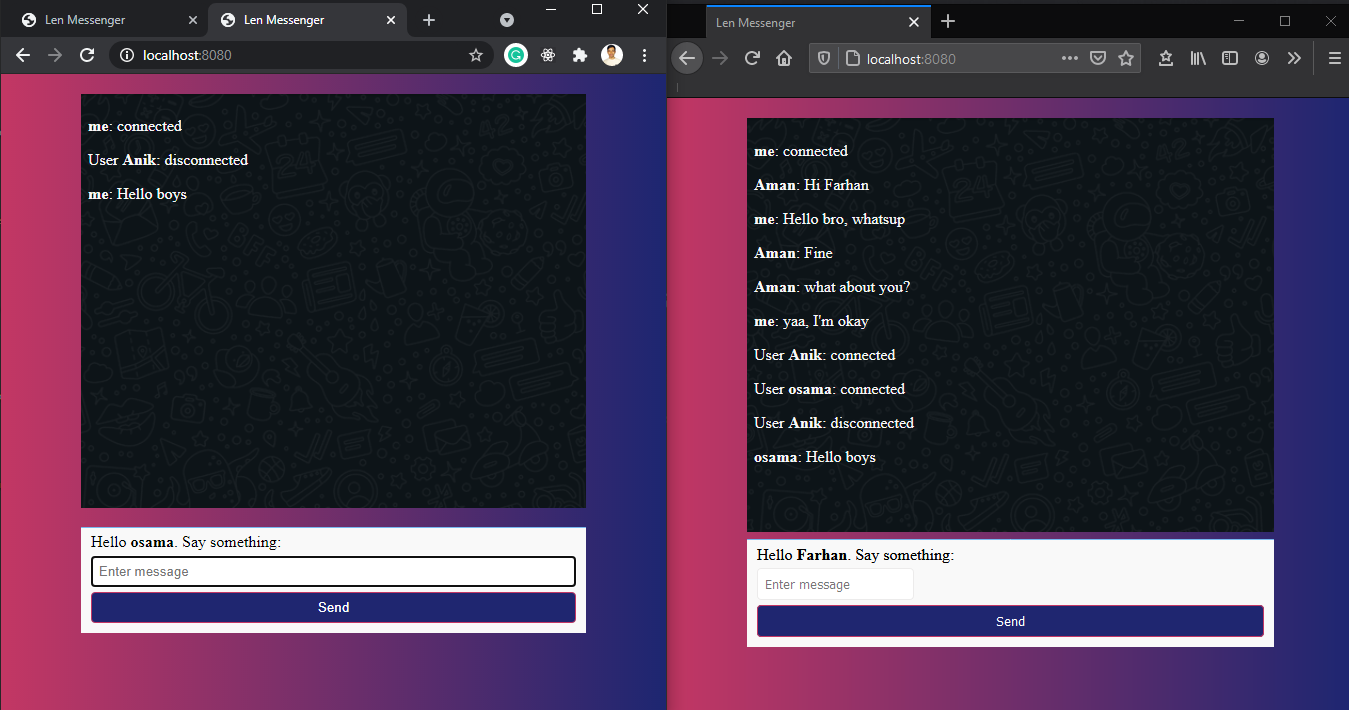 Len Messenger
Len Messenger
localhost:8080
me: connected
User Anik: disconnected
me: Hello boys
Hello osama. Say something:
Enter message
Send
Len Messenger
localhost:8080
me: connected
Aman: Hi Farhan
me: Hello bro, whatsup
Aman: Fine
Aman: what about you?
me: yaa, I'm okay
User Anik: connected
User osama: connected
User Anik: disconnected
osama: Hello boys
Hello Farhan. Say something:
Enter message
Send